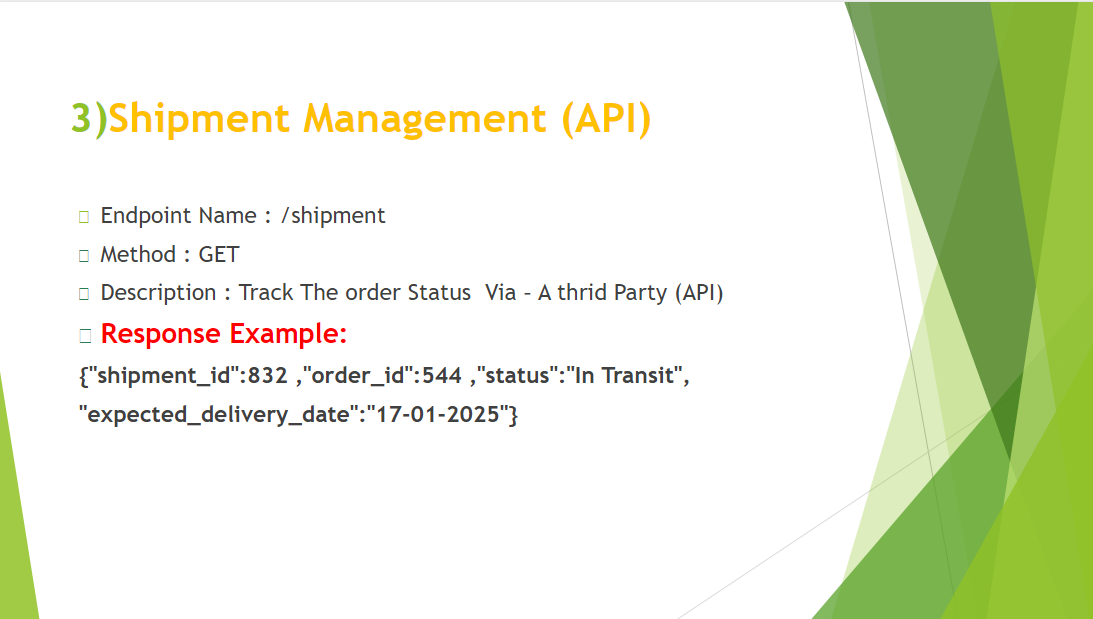 3)Shipment Management (API)
Endpoint Name : /shipment
Method : GET
Description : Track The order Status  Via – A thrid Party (API)
Response Example:
{"shipment_id":832 ,"order_id":544 ,"status":"In Transit",
"expected_delivery_date":"17-01-2025"}